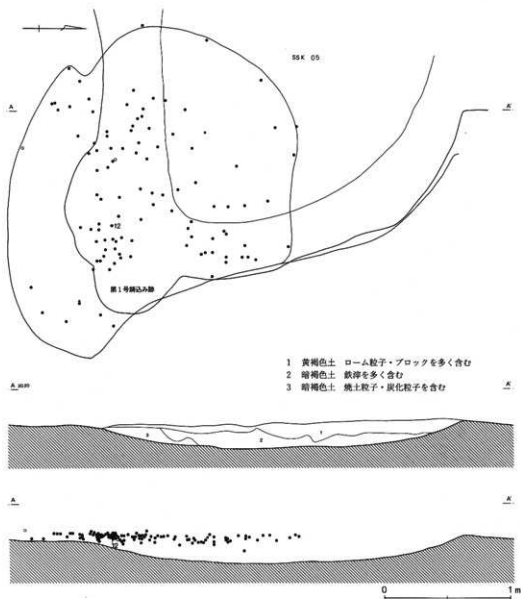 SSK 05
A
A'
12
第1号鋳込み跡
1 黄褐色土 ローム粒子・ブロックを多く含む
2 暗褐色土 鉄滓を多く含む
3 暗褐色土 焼土粒子・炭化粒子を含む
A
A'
3
2
1
A
A'
12
0
1m